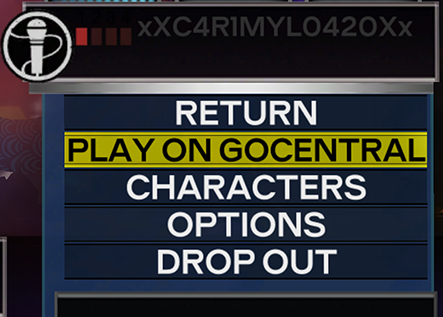 xXC4R1MYL0420Xx
RETURN
PLAY ON GOCENTRAL
CHARACTERS
OPTIONS
DROP OUT